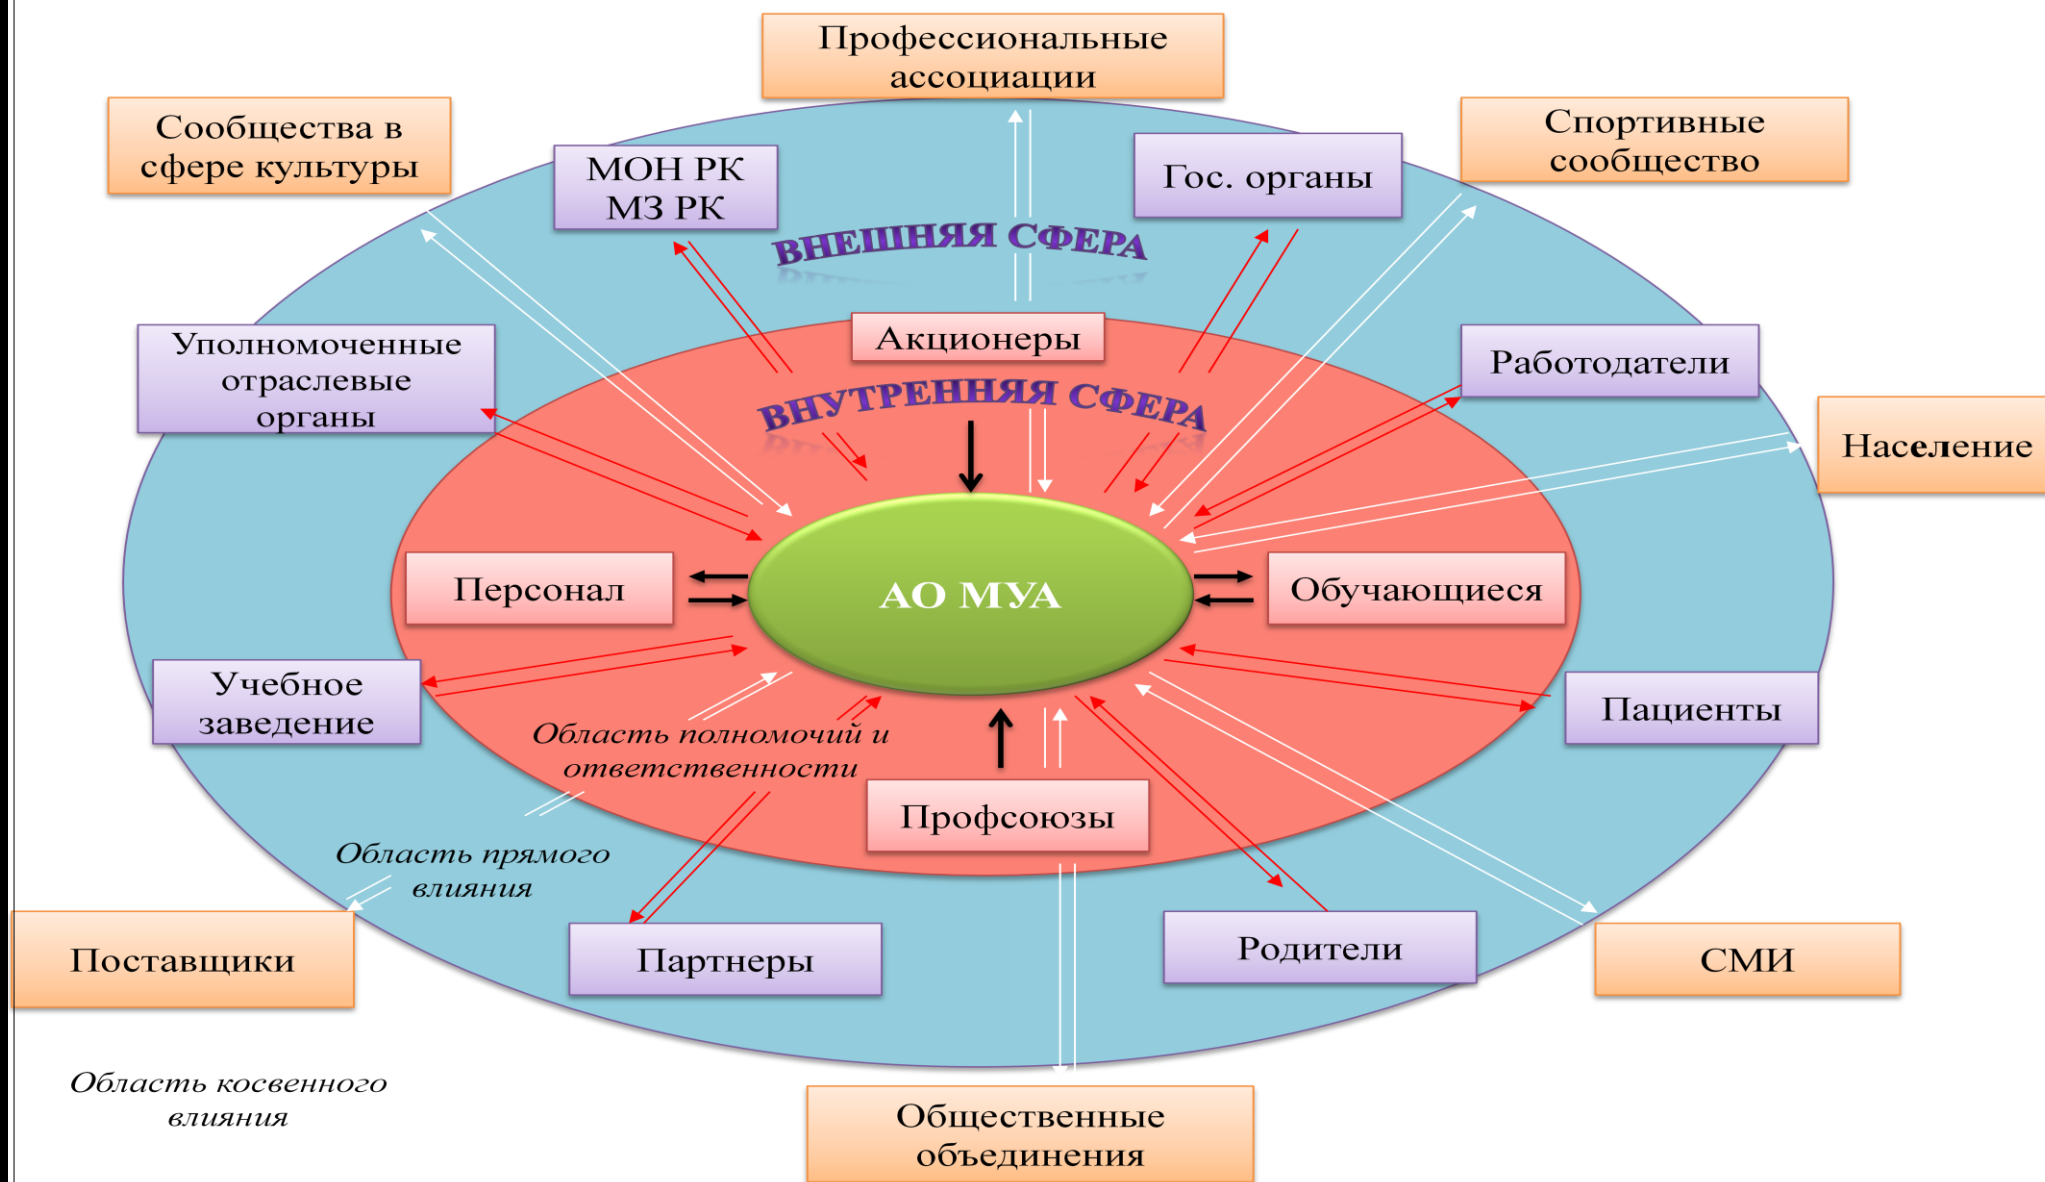 Профессиональные
ассоциации
Сообщества в
сфере культуры
МОН РК
МЗ РК
Гос. органы
Спортивные
сообщество
ВНЕШНЯЯ СФЕРА
Уполномоченные
отраслевые
органы
Акционеры
Работодатели
ВНУТРЕННЯЯ СФЕРА
Население
Персонал
АО МУА
Обучающиеся
Учебное
заведение
Пациенты
Область полномочий и
ответственности
Профсоюзы
Область прямого
влияния
Поставщики
Партнеры
Родители
СМИ
Область косвенного
влияния
Общественные
объединения